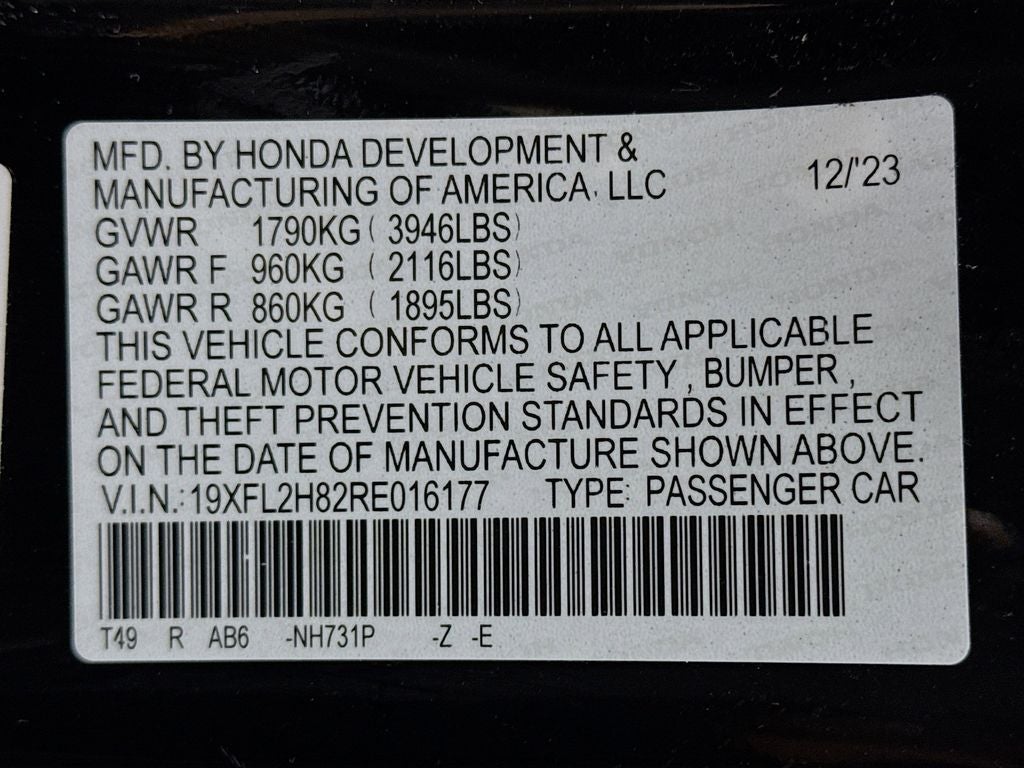 MFD. BY HONDA DEVELOPMENT &
MANUFACTURING OF AMERICA, LLC 12/'23
GVWR 1790KG ( 3946LBS)
GAWR F 960KG ( 2116LBS)
GAWR R 860KG ( 1895LBS)
THIS VEHICLE CONFORMS TO ALL APPLICABLE
FEDERAL MOTOR VEHICLE SAFETY , BUMPER ,
AND THEFT PREVENTION STANDARDS IN EFFECT
ON THE DATE OF MANUFACTURE SHOWN ABOVE.
V.I.N.: 19XFL2H82RE016177 TYPE: PASSENGER CAR
T49 R AB6 -NH731P -Z -E